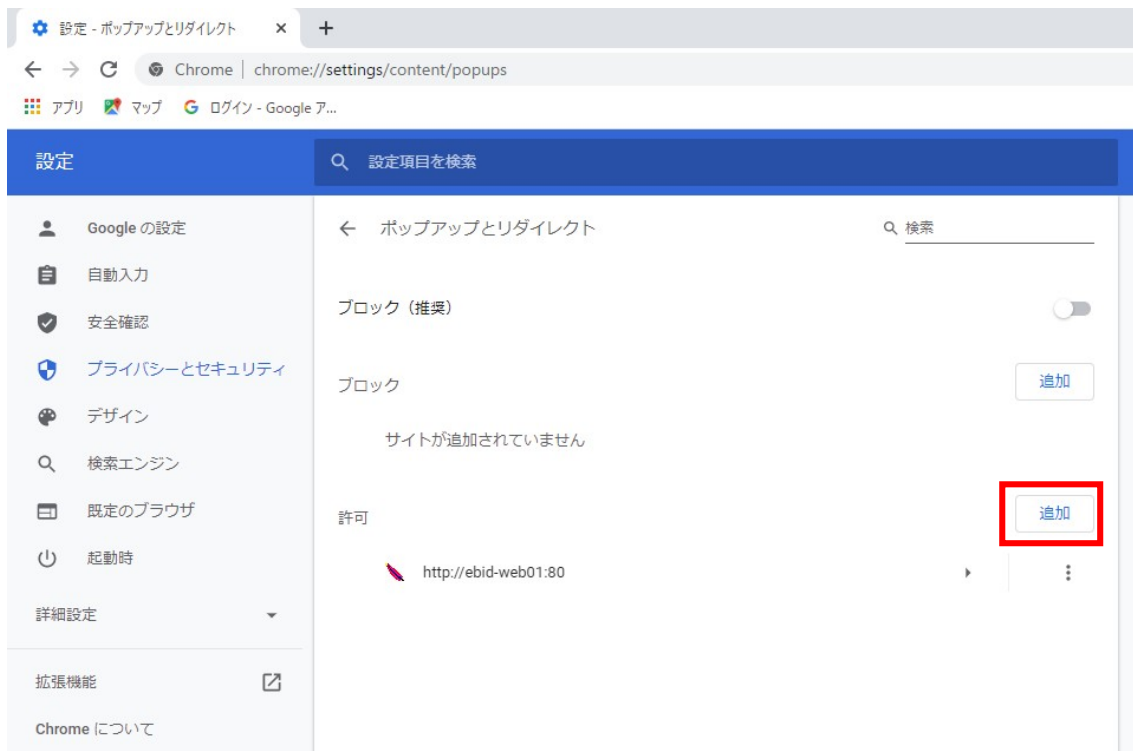 設定 - ポップアップとリダイレクト
Chrome | chrome://settings/content/popups
アプリ マップ ログイン - Google ア...
設定
設定項目を検索
Google の設定
自動入力
安全確認
プライバシーとセキュリティ
デザイン
検索エンジン
既定のブラウザ
起動時
詳細設定
拡張機能
Chrome について
ポップアップとリダイレクト
検索
ブロック（推奨）
ブロック
追加
サイトが追加されていません
許可
追加
http://ebid-web01:80